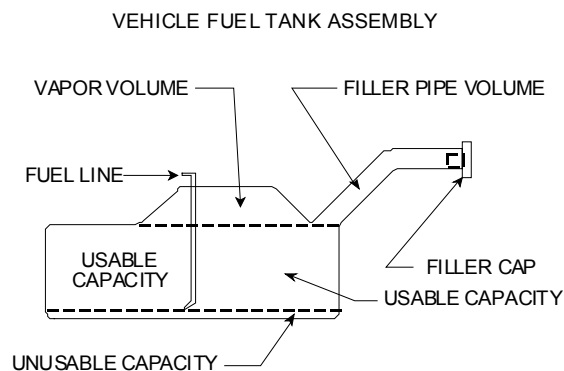 VEHICLE FUEL TANK ASSEMBLY
VAPOR VOLUME
FILLER PIPE VOLUME
FUEL LINE
USABLE
CAPACITY
FILLER CAP
USABLE CAPACITY
UNUSABLE CAPACITY